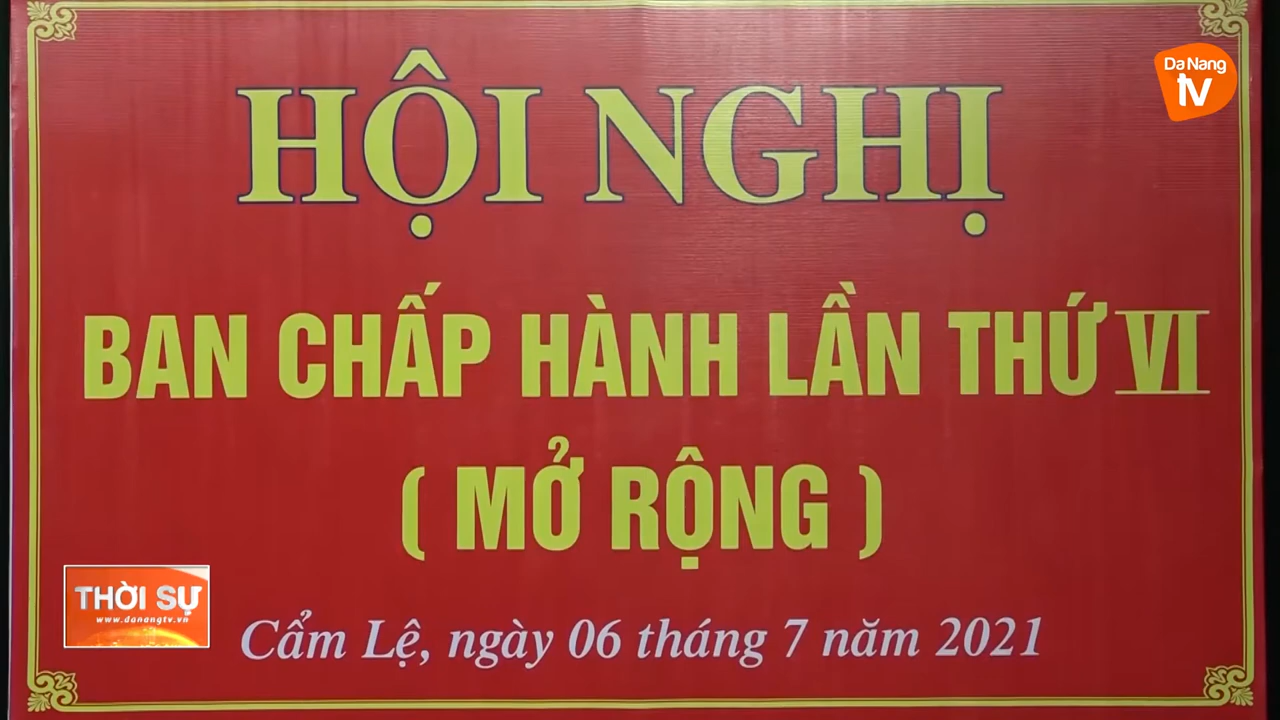 Da Nang
tv
HỘI NGHỊ
BAN CHẤP HÀNH LẦN THỨ VI
( MỞ RỘNG )
THỜI SỰ
www.danangtv.vn
Cẩm Lệ, ngày 06 tháng 7 năm 2021